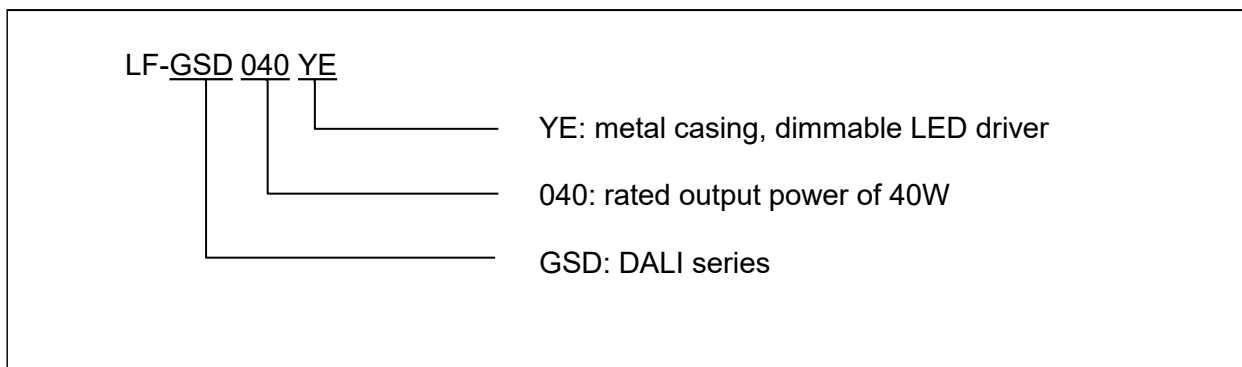 LF-GSD 040 YE
YE: metal casing, dimmable LED driver
040: rated output power of 40W
GSD: DALI series